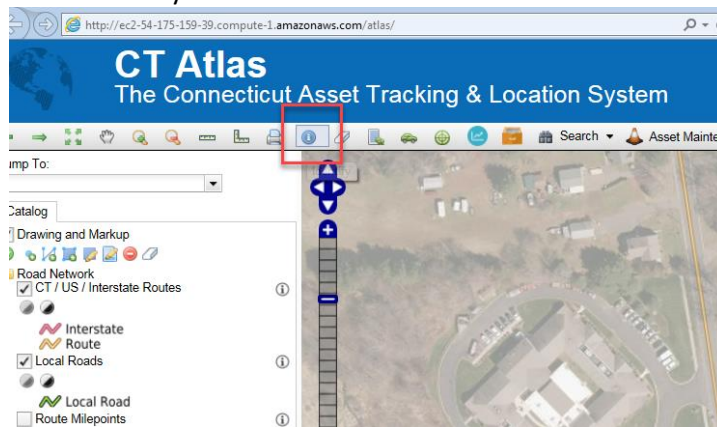 http://ec2-54-175-159-39.compute-1.amazonaws.com/atlas/
CT Atlas
The Connecticut Asset Tracking & Location System
Search
Asset Mainte
ump To:
Catalog
Drawing and Markup
Road Network
CT / US / Interstate Routes
Interstate
Route
Local Roads
Local Road
Route Milepoints